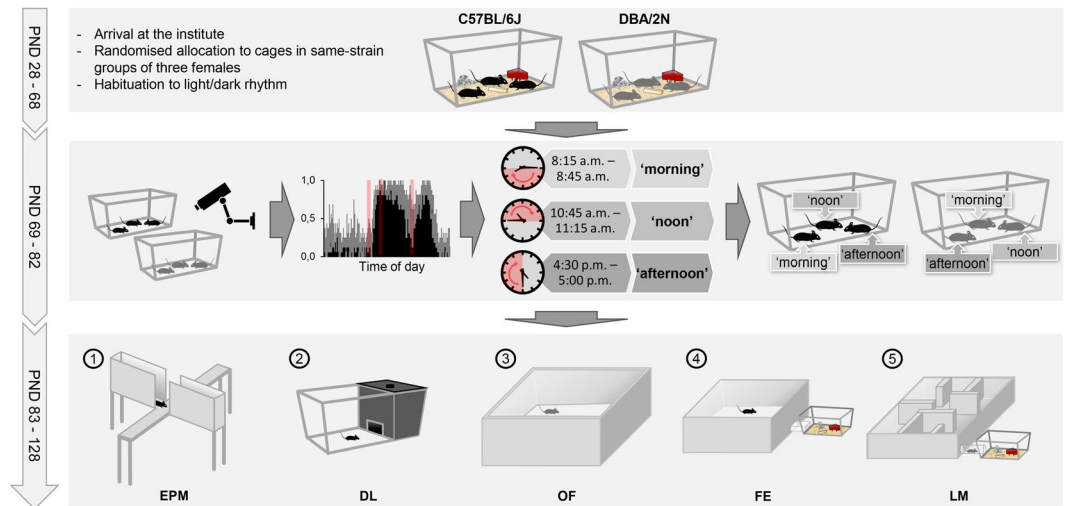 PND 28 - 68
- Arrival at the institute
- Randomised allocation to cages in same-strain
groups of three females
- Habituation to light/dark rhythm
C57BL/6J
DBA/2N
PND 69 - 82
1,0
0,5
0,0
Time of day
8:15 a.m. –
8:45 a.m.
'morning'
10:45 a.m. –
11:15 a.m.
'noon'
4:30 p.m. –
5:00 p.m.
'afternoon'
'noon'
'morning'
'afternoon'
'morning'
'afternoon'
'noon'
PND 83 - 128
1
EPM
2
DL
3
OF
4
FE
5
LM